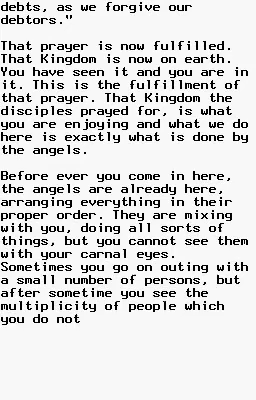 debts, as we forgive our
debtors."

That prayer is now fulfilled.
That Kingdom is now on earth.
You have seen it and you are in
it. This is the fulfillment of
that prayer. That Kingdom the
disciples prayed for, is what
you are enjoying and what we do
here is exactly what is done by
the angels.

Before ever you come in here,
the angels are already here,
arranging everything in their
proper order. They are mixing
with you, doing all sorts of
things, but you cannot see them
with your carnal eyes.
Sometimes you go on outing with
a small number of persons, but
after sometime you see the
multiplicity of people which
you do not